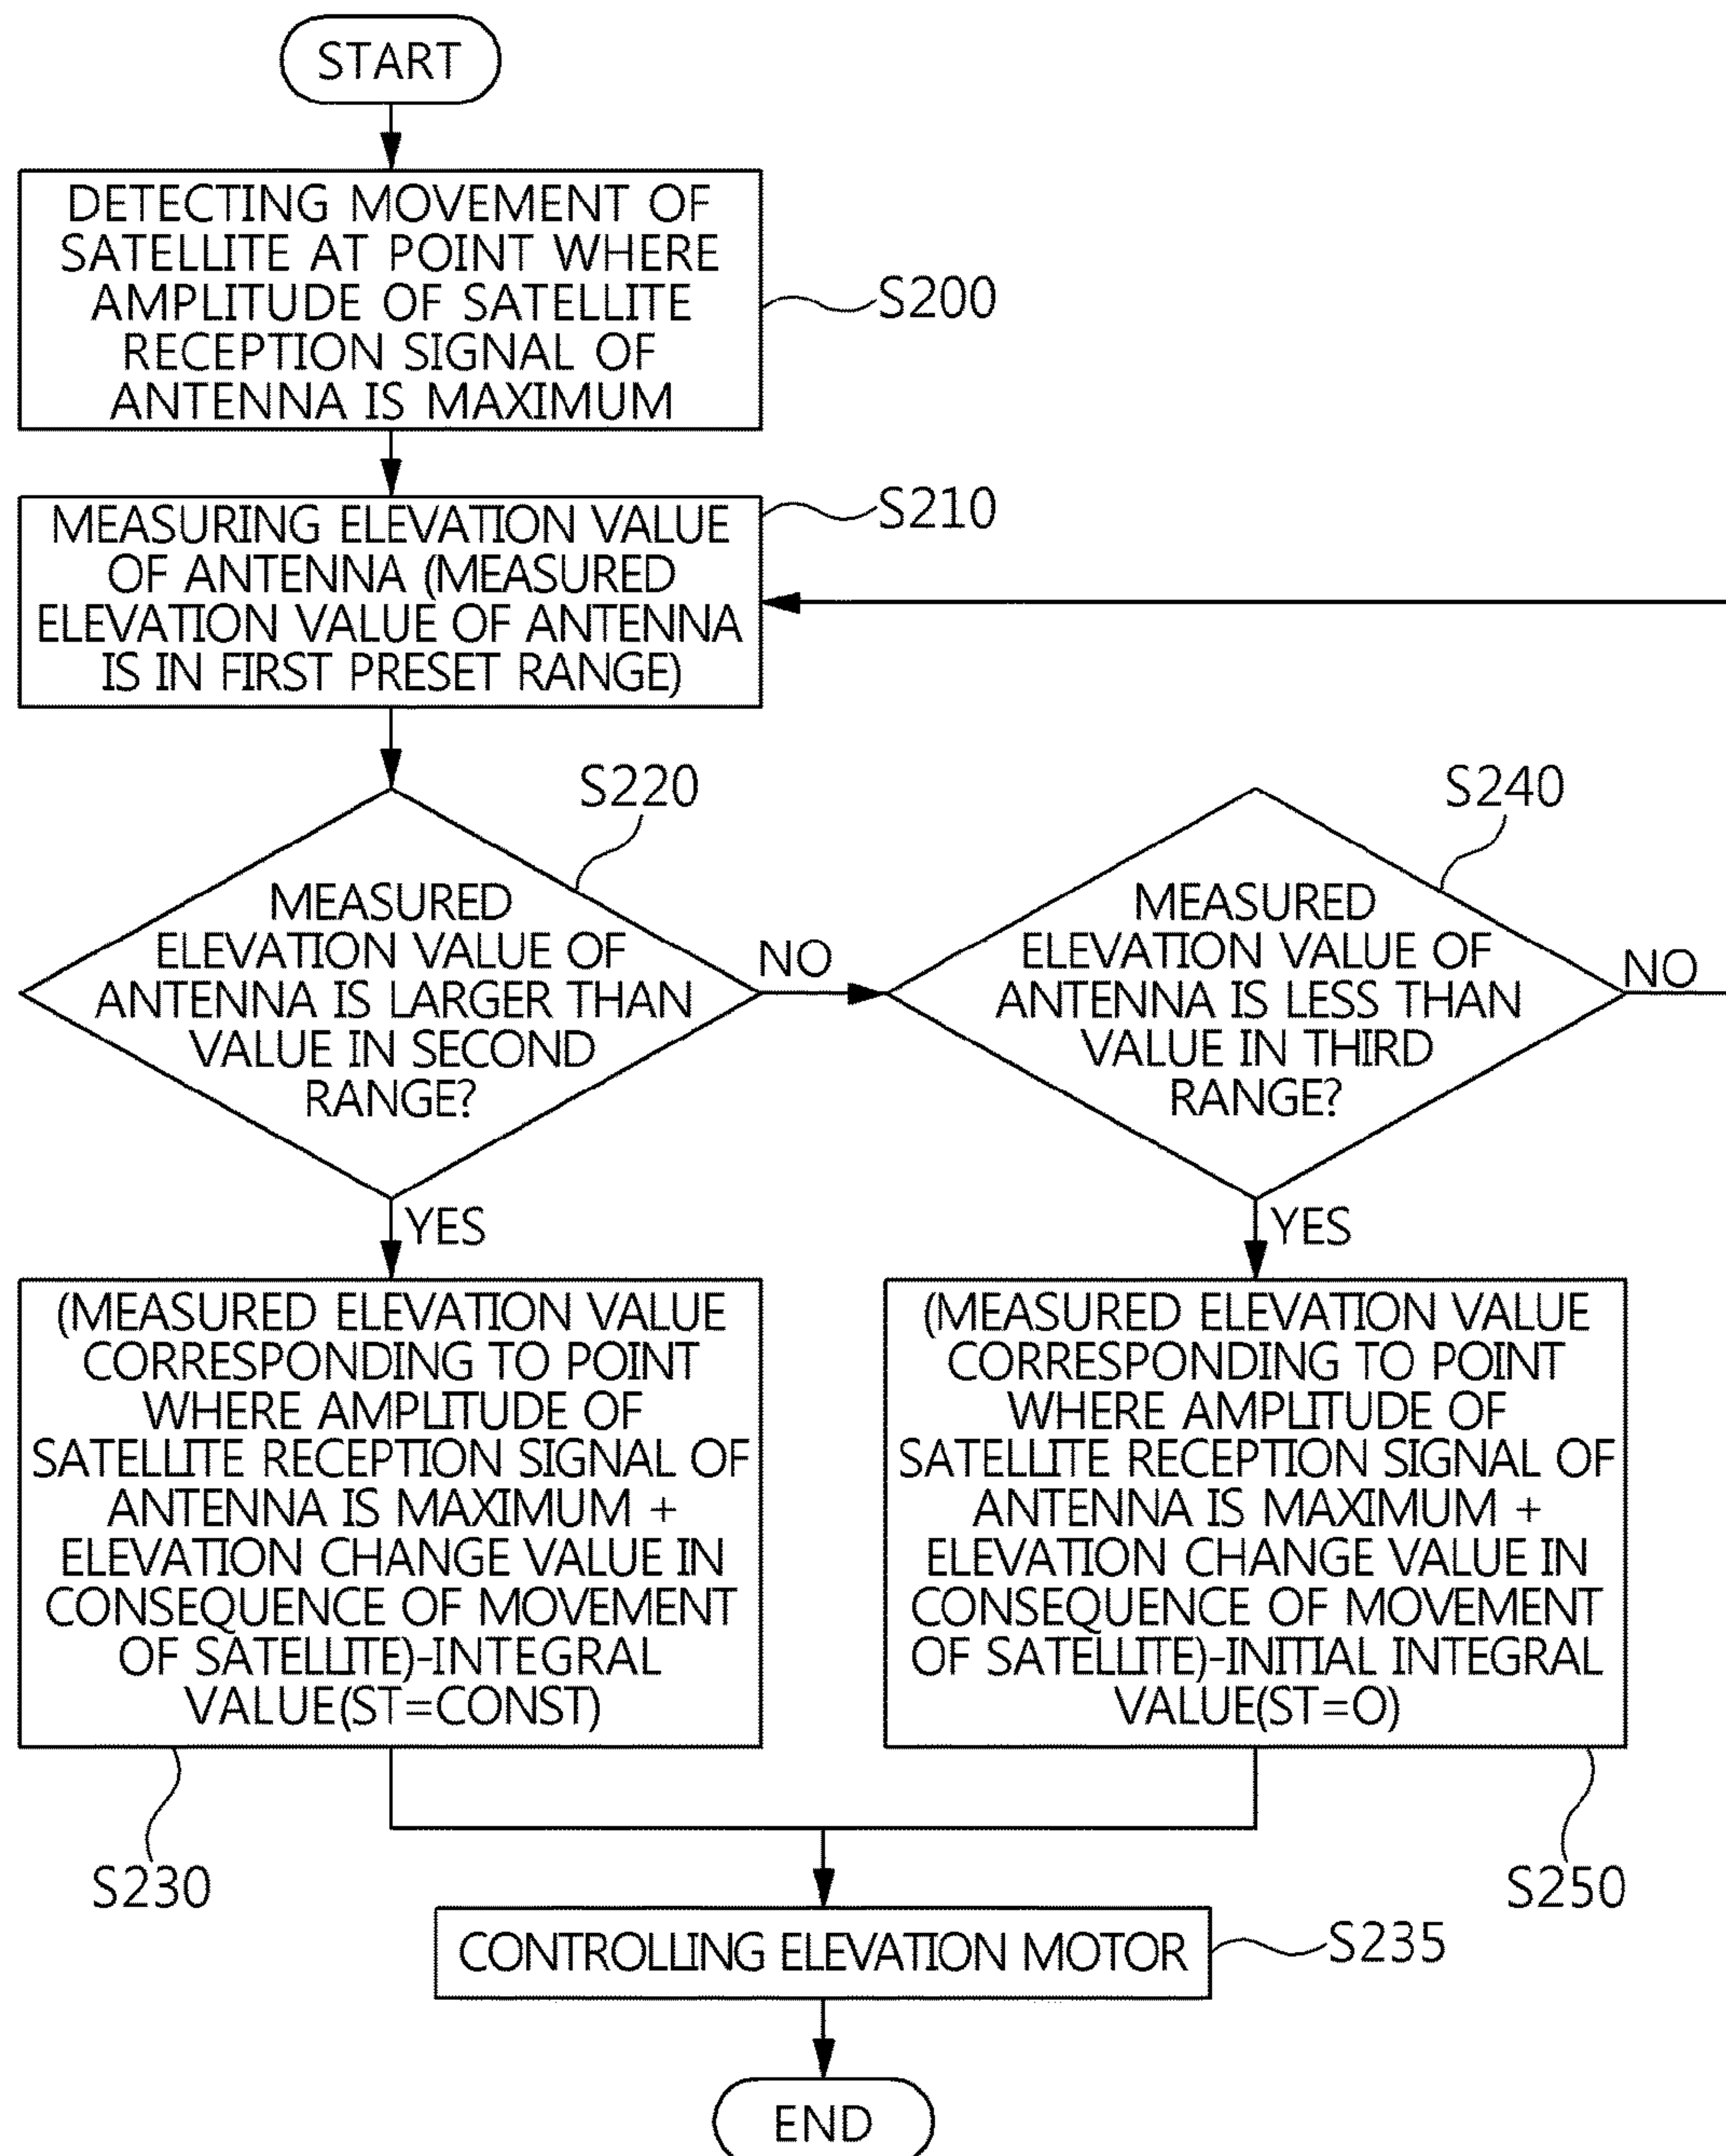 START
DETECTING MOVEMENT OF
SATELLITE AT POINT WHERE
AMPLITUDE OF SATELLITE
RECEPTION SIGNAL OF
ANTENNA IS MAXIMUM
S200
MEASURING ELEVATION VALUE
OF ANTENNA (MEASURED
ELEVATION VALUE OF ANTENNA
IS IN FIRST PRESET RANGE)
S210
S220
MEASURED
ELEVATION VALUE OF
ANTENNA IS LARGER THAN
VALUE IN SECOND
RANGE?
NO
S240
MEASURED
ELEVATION VALUE OF
ANTENNA IS LESS THAN
VALUE IN THIRD
RANGE?
NO
YES
YES
(MEASURED ELEVATION VALUE
CORRESPONDING TO POINT
WHERE AMPLITUDE OF
SATELLITE RECEPTION SIGNAL OF
ANTENNA IS MAXIMUM +
ELEVATION CHANGE VALUE IN
CONSEQUENCE OF MOVEMENT
OF SATELLITE)-INTEGRAL
VALUE(ST=CONST)
S230
(MEASURED ELEVATION VALUE
CORRESPONDING TO POINT
WHERE AMPLITUDE OF
SATELLITE RECEPTION SIGNAL OF
ANTENNA IS MAXIMUM +
ELEVATION CHANGE VALUE IN
CONSEQUENCE OF MOVEMENT
OF SATELLITE)-INITIAL INTEGRAL
VALUE(ST=O)
S250
CONTROLLING ELEVATION MOTOR
S235
END